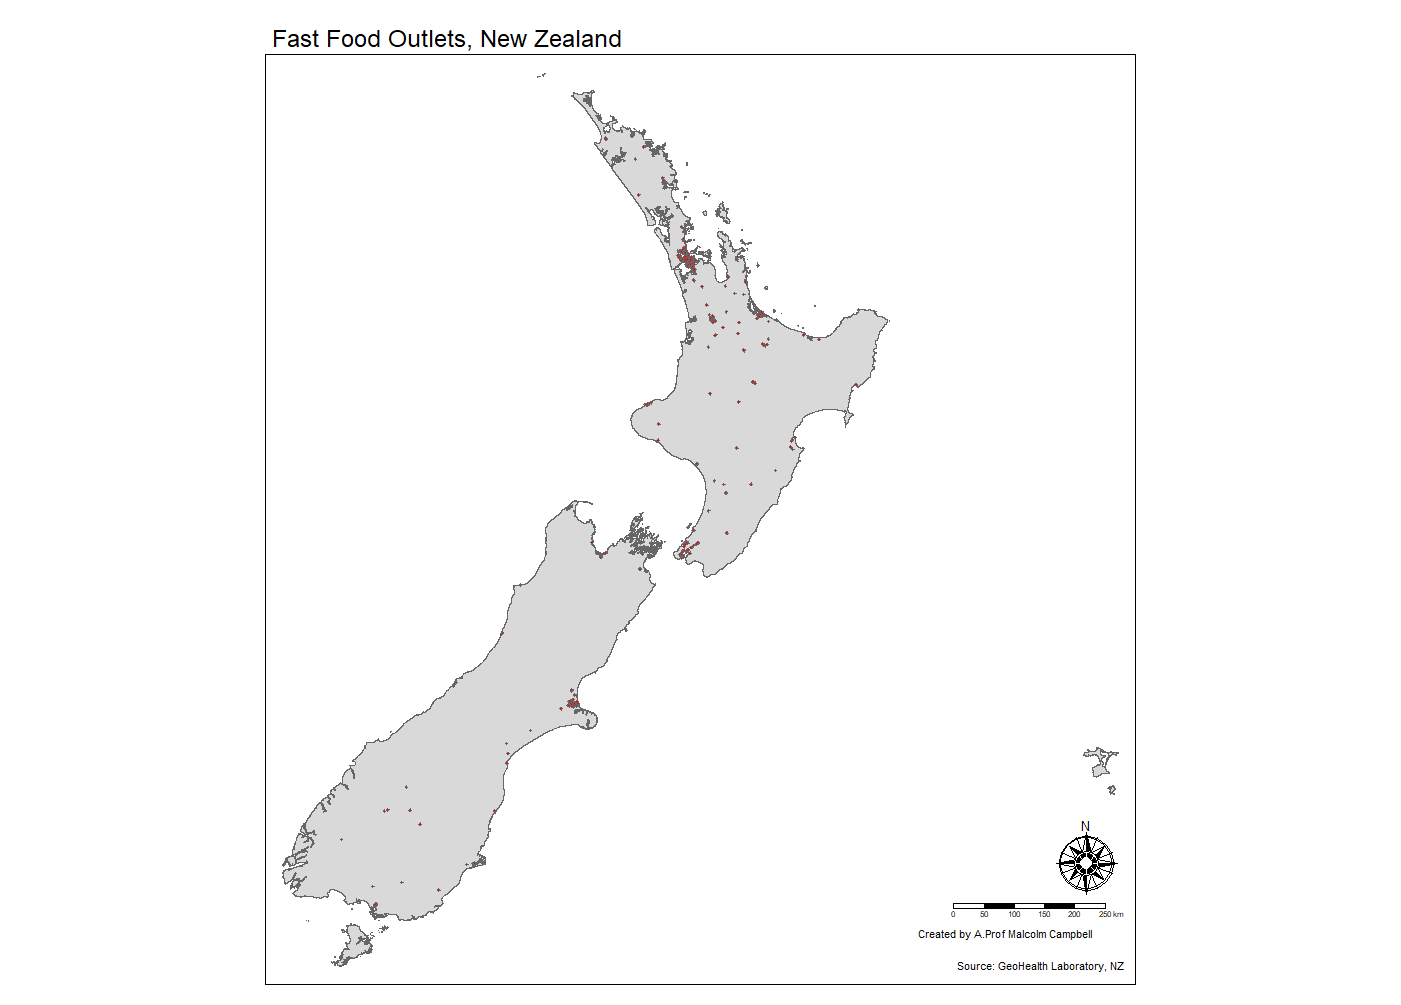 Fast Food Outlets, New Zealand
N
0 50 100 150 200 250 km
Created by A.Prof Malcolm Campbell
Source: GeoHealth Laboratory, NZ